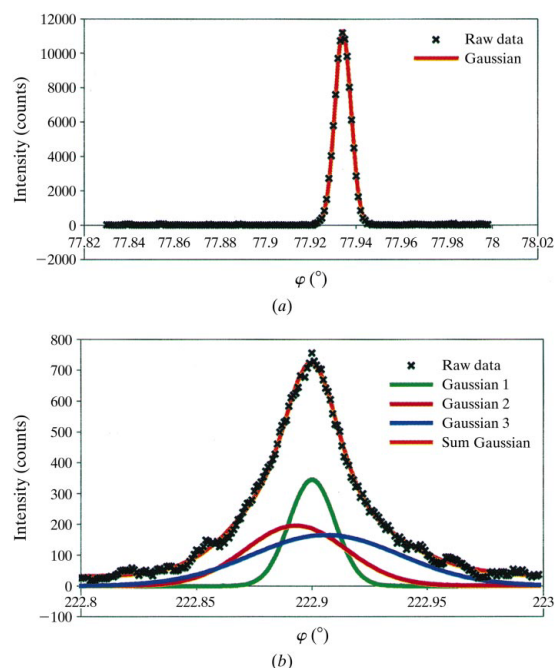 14000
12000
10000
8000
6000
4000
2000
0
−2000
Intensity (counts)
Raw data
Gaussian
77.82 77.84 77.86 77.88 77.9 77.92 77.94 77.96 77.98 78 78.02
φ (°)
(a)
800
700
600
500
400
300
200
100
0
−100
Intensity (counts)
Raw data
Gaussian 1
Gaussian 2
Gaussian 3
Sum Gaussian
222.8 222.85 222.9 222.95 223
φ (°)
(b)